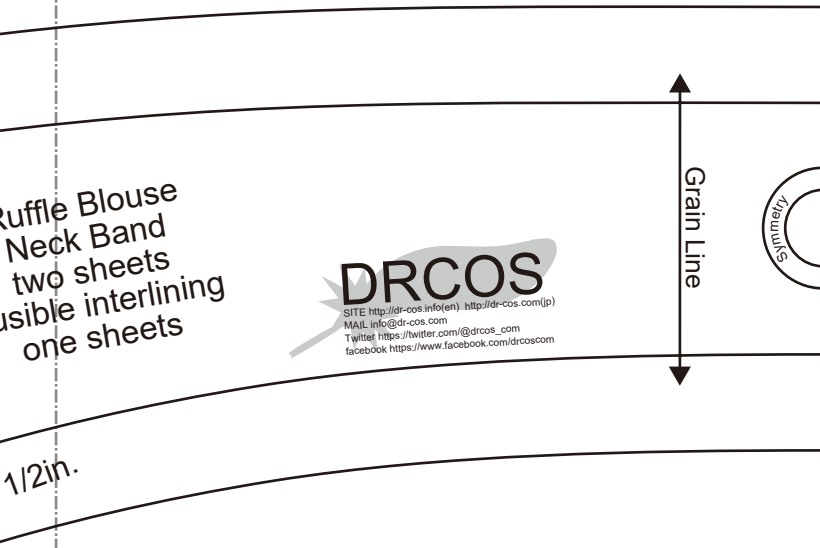 Ruffle Blouse
Neck Band
two sheets
usible interlining
one sheets
1/2in.
DRCOS
SITE http://dr-cos.info(en) http://dr-cos.com(jp)
MAIL info@dr-cos.com
Twitter https://twitter.com/@drcos_com
facebook https://www.facebook.com/drcoscom
Grain Line
Symmetry